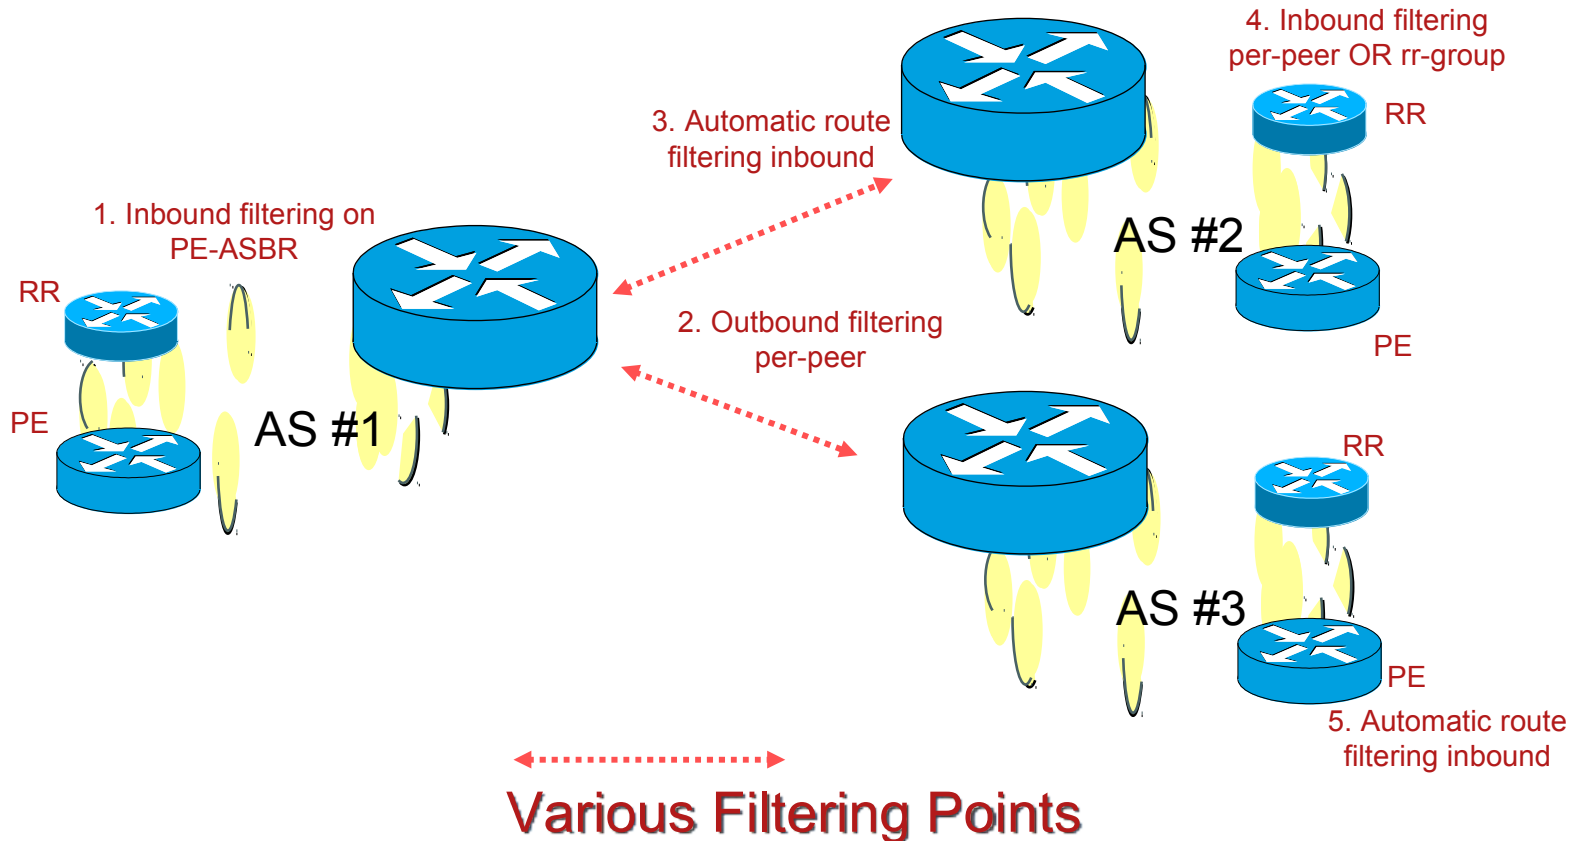 4. Inbound filtering
per-peer OR rr-group
RR
3. Automatic route
filtering inbound
1. Inbound filtering on
PE-ASBR
AS #2
RR
2. Outbound filtering
per-peer
PE
PE
AS #1
RR
AS #3
PE
5. Automatic route
filtering inbound
Various Filtering Points